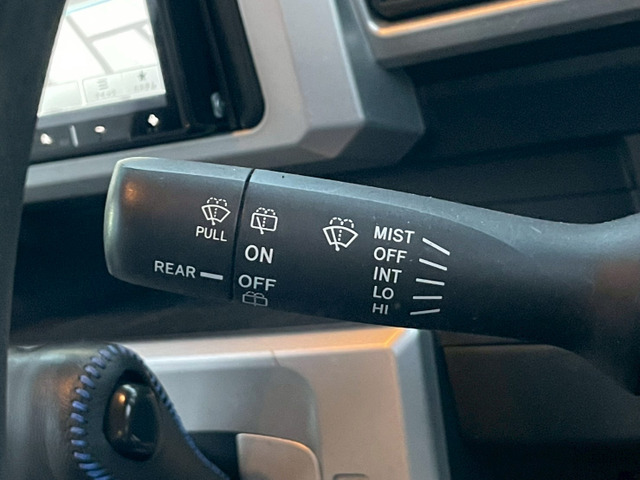 PULL
REAR
ON
OFF
MIST
OFF
INT
LO
HI